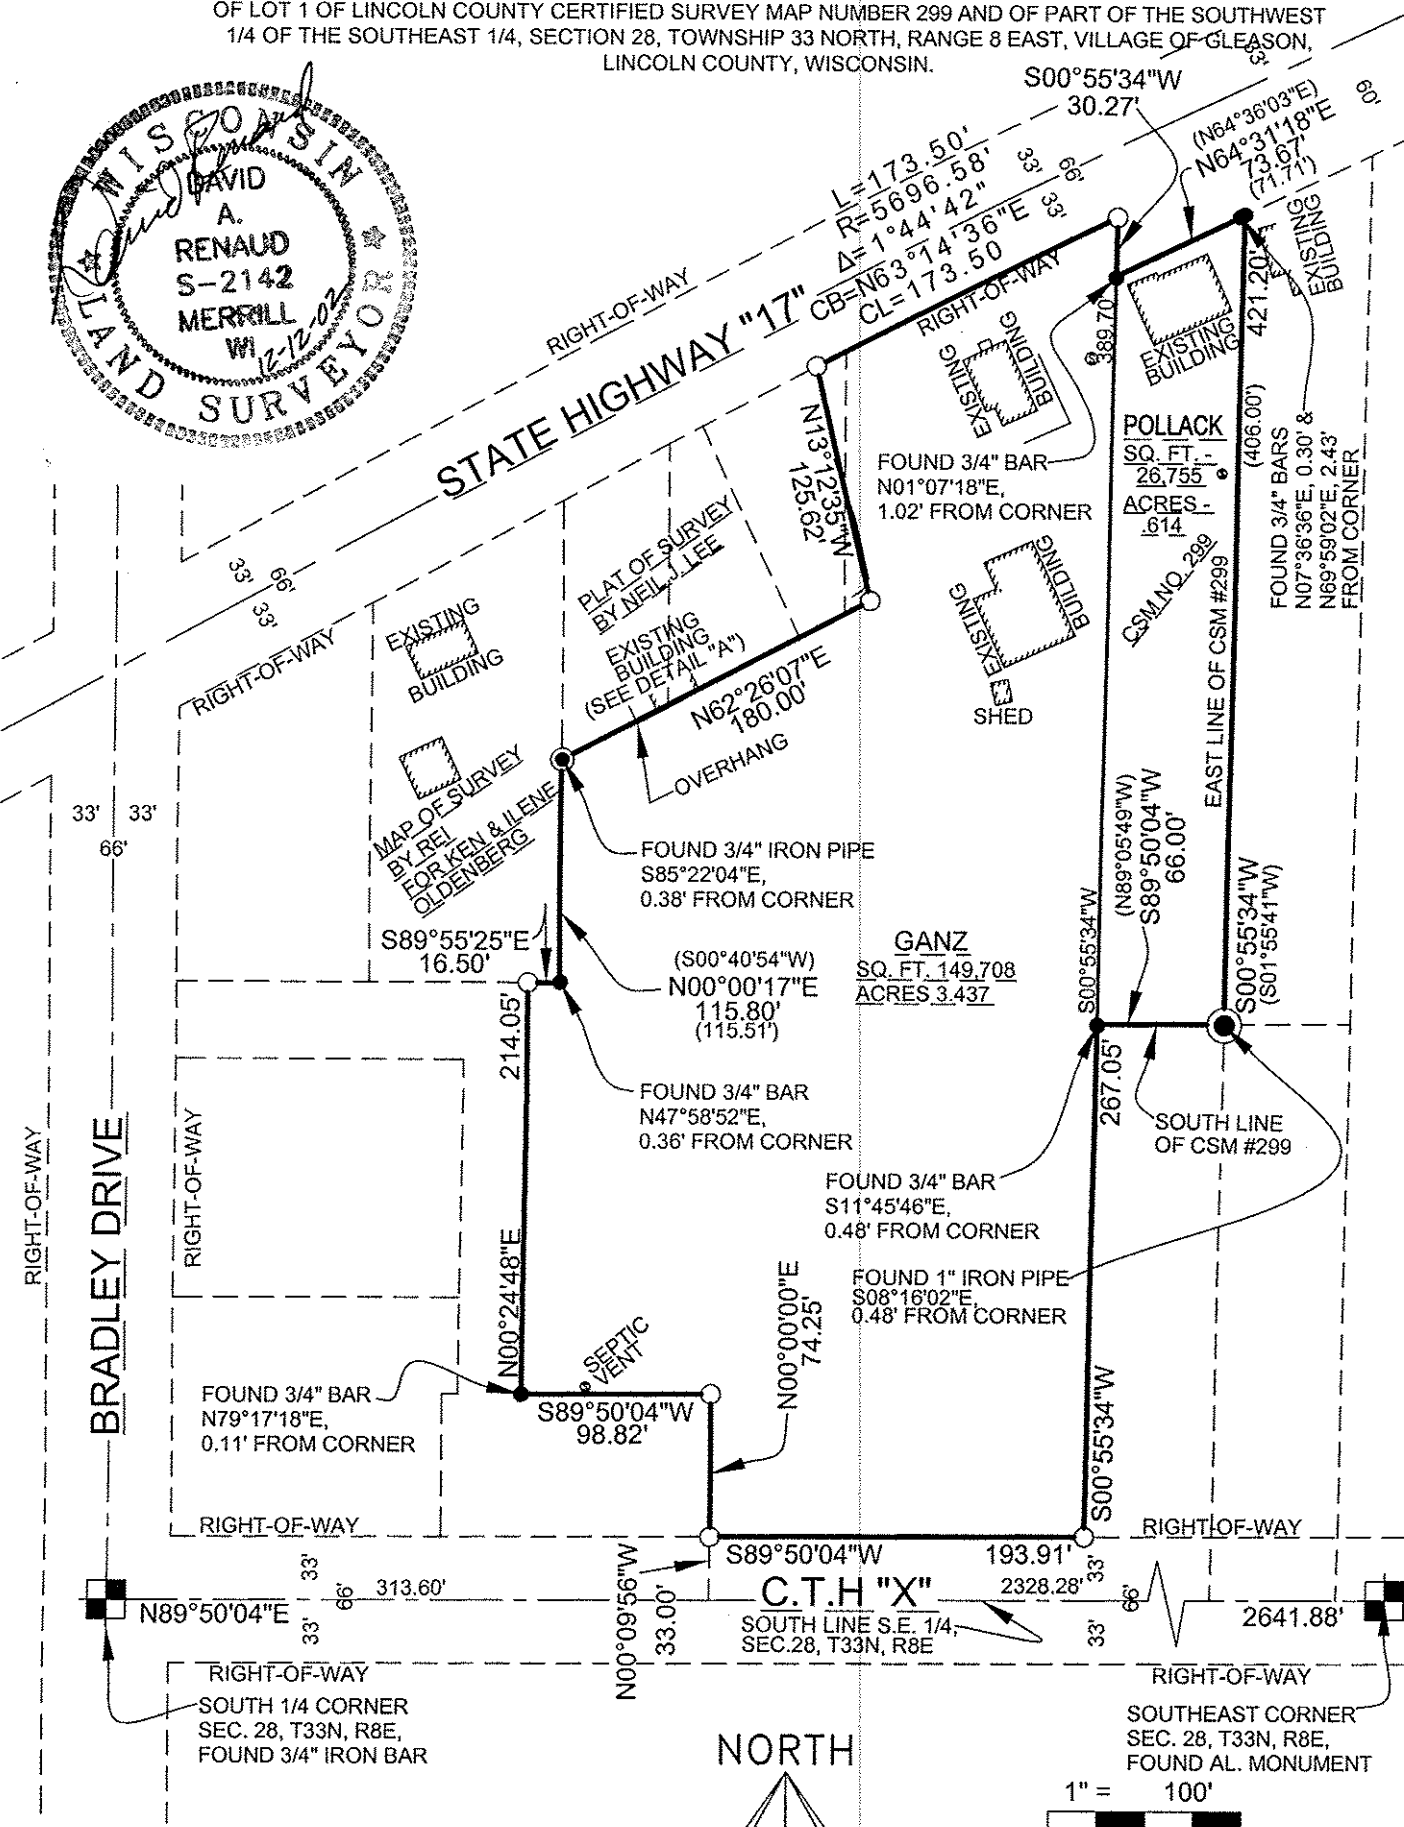 OF LOT 1 OF LINCOLN COUNTY CERTIFIED SURVEY MAP NUMBER 299 AND OF PART OF THE SOUTHWEST
1/4 OF THE SOUTHEAST 1/4, SECTION 28, TOWNSHIP 33 NORTH, RANGE 8 EAST, VILLAGE OF GLEASON,
LINCOLN COUNTY, WISCONSIN.
WISCONSIN
DAVID
A.
RENAUD
S-2142
MERRILL
WI
12-12-02
LAND SURVEYOR
S00°55'34"W
30.27'
33'
60'
(N64°36'03"E)
N64°31'18"E
73.67'
(71.71')
L=173.50'
R=5696.58'
Δ=1°44'42"
CB=N63°14'36"E
CL=173.50
33'
66'
33'
RIGHT-OF-WAY
STATE HIGHWAY "17"
RIGHT-OF-WAY
EXISTING
BUILDING
389.70'
EXISTING
BUILDING
EXISTING
BUILDING
421.20'
(406.00')
N13°12'35"W
125.62'
FOUND 3/4" BAR
N01°07'18"E,
1.02' FROM CORNER
POLLACK
SQ. FT. -
26,755
ACRES -
.614
CSM NO. 299
FOUND 3/4" BARS
N07°36'36"E, 0.30' &
N69°59'02"E, 2.43'
FROM CORNER
33'
66'
33'
RIGHT-OF-WAY
EXISTING
BUILDING
PLAT OF SURVEY
BY NEIL J. LEE
EXISTING
BUILDING
(SEE DETAIL "A")
N62°26'07"E
180.00'
OVERHANG
EXISTING
BUILDING
SHED
EAST LINE OF CSM #299
33'
33'
66'
MAP OF SURVEY
BY REI
FOR KEN & ILENE
OLDENBERG
FOUND 3/4" IRON PIPE
S85°22'04"E,
0.38' FROM CORNER
S89°55'25"E
16.50'
(S00°40'54"W)
N00°00'17"E
115.80'
(115.51')
GANZ
SQ. FT. 149,708
ACRES 3.437
S00°55'34"W
(N89°05'49"W)
S89°50'04"W
66.00'
S00°55'34"W
(S01°55'41"W)
214.05'
N00°24'48"E
FOUND 3/4" BAR
N47°58'52"E,
0.36' FROM CORNER
267.05'
SOUTH LINE
OF CSM #299
FOUND 3/4" BAR
S11°45'46"E,
0.48' FROM CORNER
FOUND 1" IRON PIPE
S08°16'02"E,
0.48' FROM CORNER
RIGHT-OF-WAY
BRADLEY DRIVE
RIGHT-OF-WAY
SEPTIC
VENT
N00°00'00"E
74.25'
FOUND 3/4" BAR
N79°17'18"E,
0.11' FROM CORNER
S89°50'04"W
98.82'
S00°55'34"W
RIGHT-OF-WAY
RIGHT-OF-WAY
S89°50'04"W
193.91'
N89°50'04"E
33'
66'
33'
313.60'
N00°09'56"W
33.00'
C.T.H "X"
SOUTH LINE S.E. 1/4,
SEC.28, T33N, R8E
2328.28'
33'
66'
33'
2641.88'
RIGHT-OF-WAY
RIGHT-OF-WAY
SOUTH 1/4 CORNER
SEC. 28, T33N, R8E,
FOUND 3/4" IRON BAR
SOUTHEAST CORNER
SEC. 28, T33N, R8E,
FOUND AL. MONUMENT
NORTH
1" = 100'